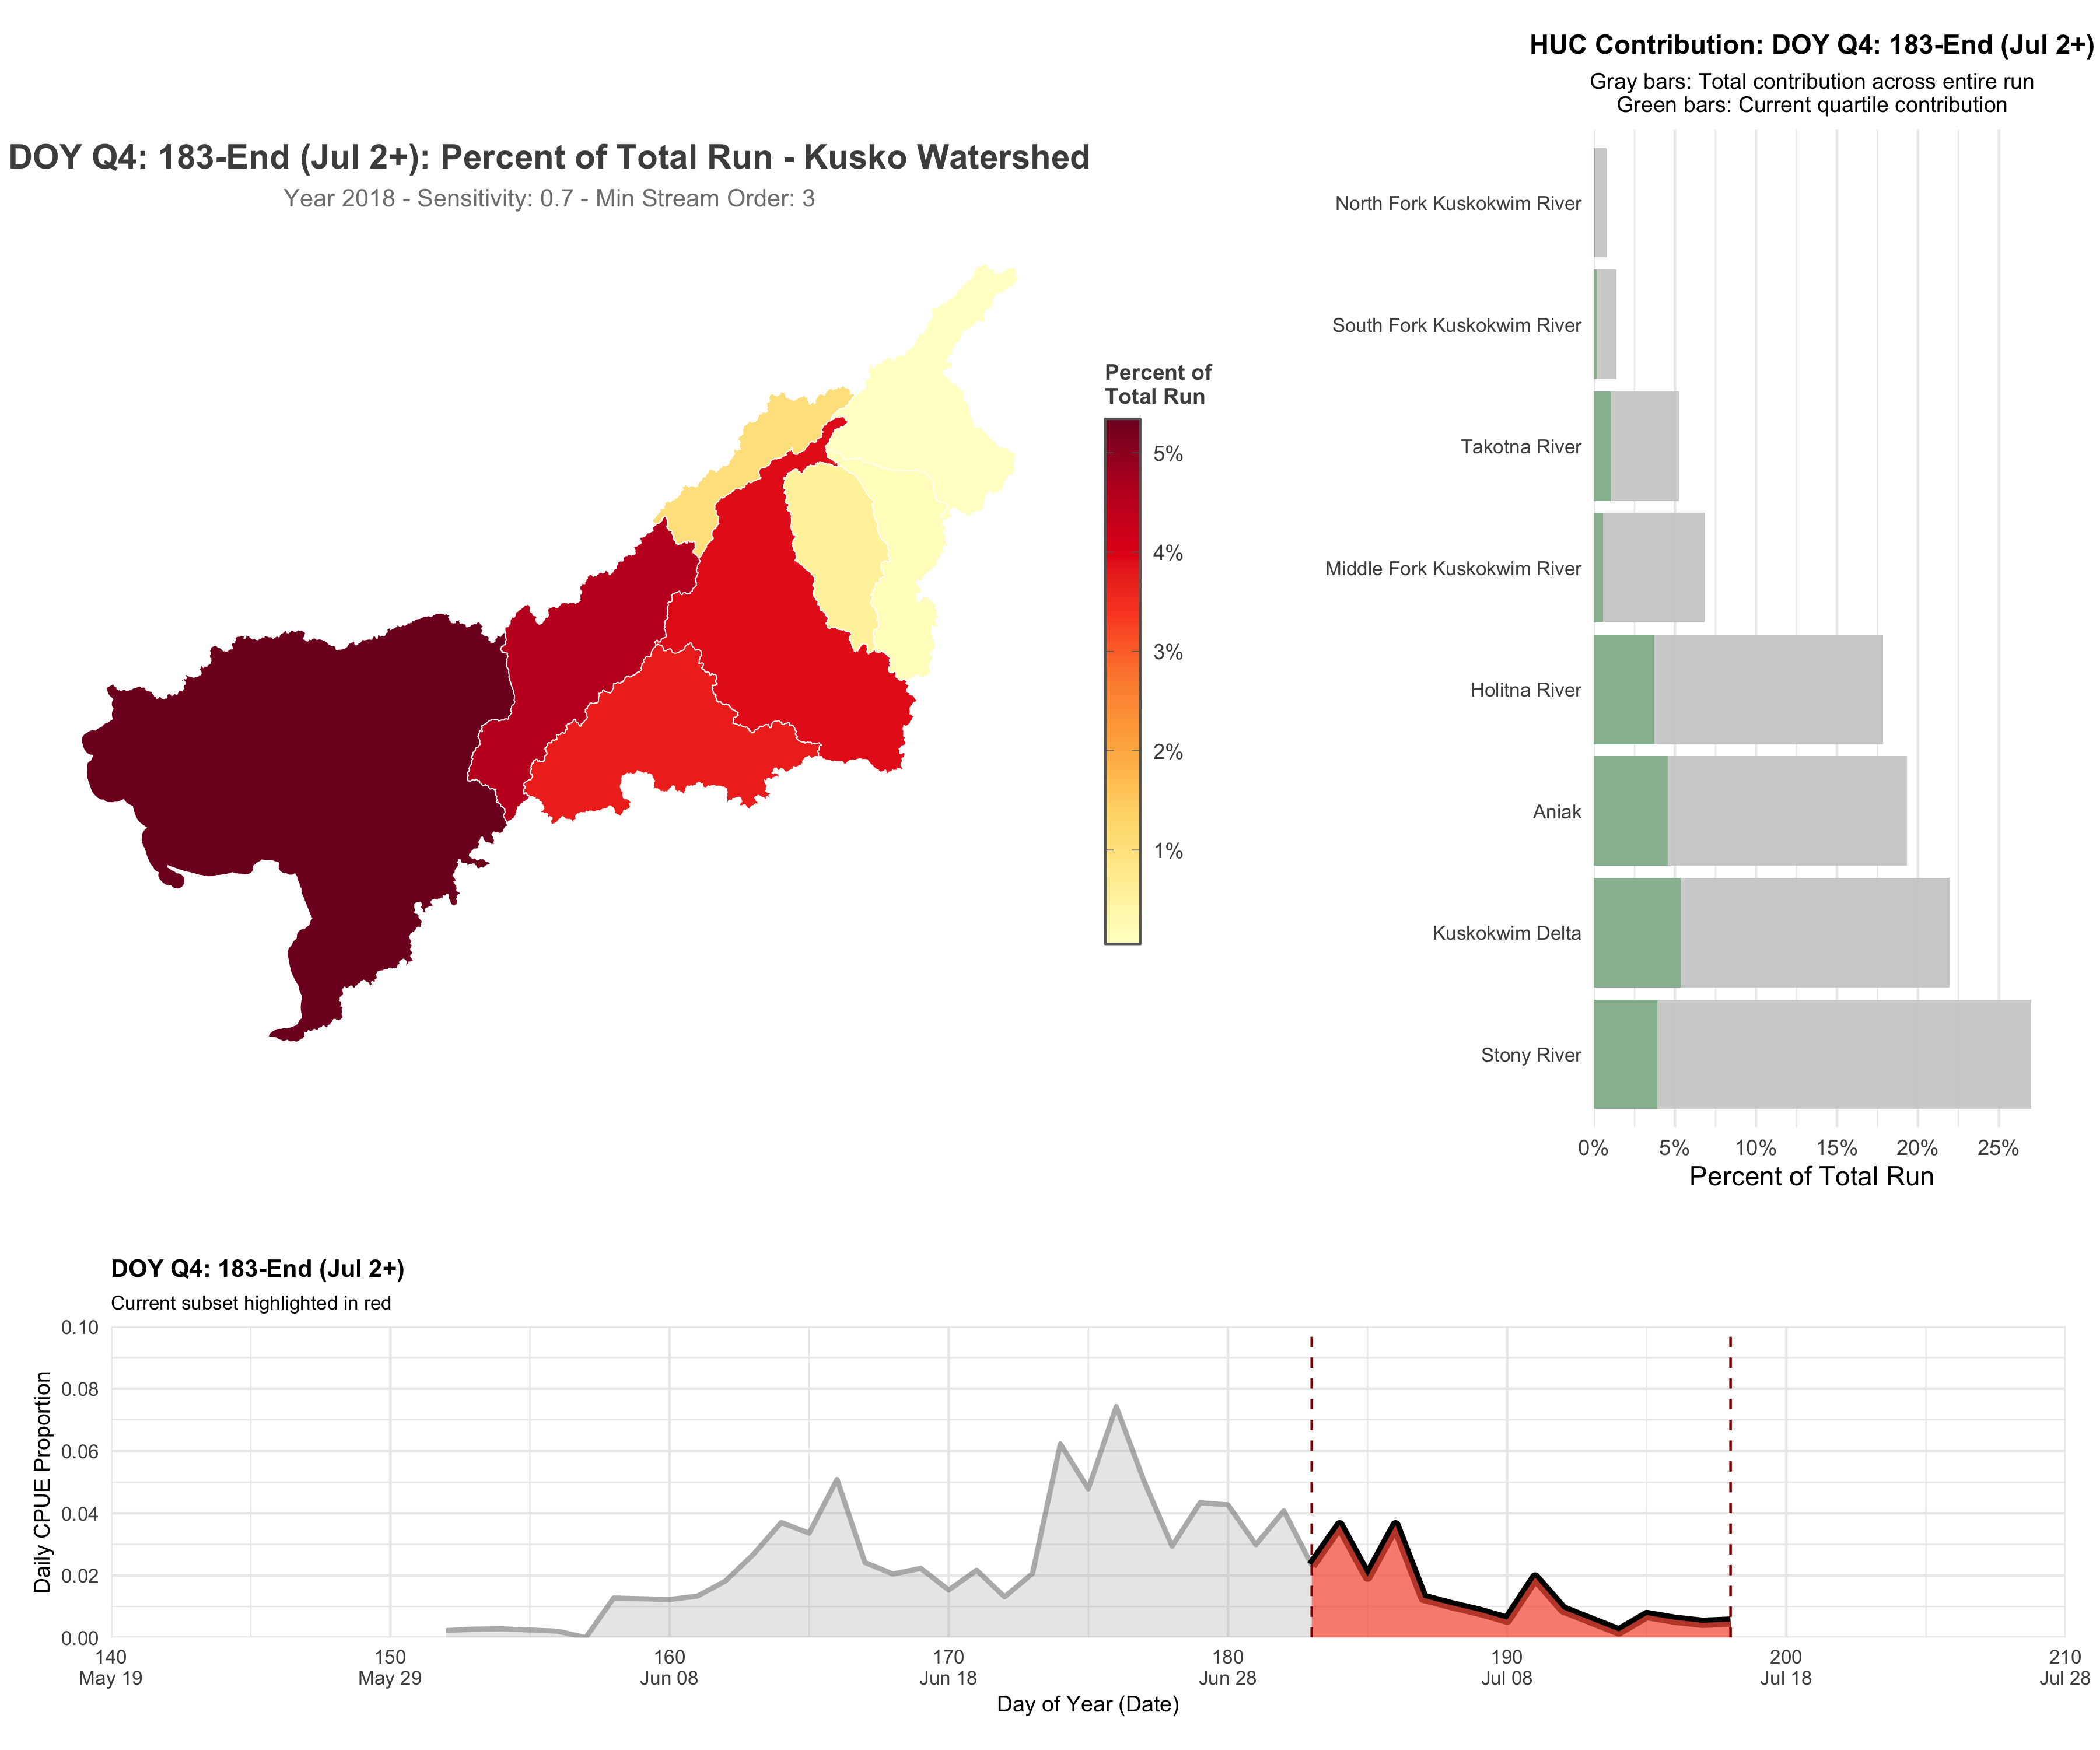 DOY Q4: 183-End (Jul 2+): Percent of Total Run - Kusko Watershed
Year 2018 - Sensitivity: 0.7 - Min Stream Order: 3
Percent of
Total Run
5%
4%
3%
2%
1%
HUC Contribution: DOY Q4: 183-End (Jul 2+)
Gray bars: Total contribution across entire run
Green bars: Current quartile contribution
North Fork Kuskokwim River
South Fork Kuskokwim River
Takotna River
Middle Fork Kuskokwim River
Holitna River
Aniak
Kuskokwim Delta
Stony River
0% 5% 10% 15% 20% 25%
Percent of Total Run
DOY Q4: 183-End (Jul 2+)
Current subset highlighted in red
Daily CPUE Proportion
0.10
0.08
0.06
0.04
0.02
0.00
140 150 160 170 180 190 200 210
May 19 May 29 Jun 08 Jun 18 Jun 28 Jul 08 Jul 18 Jul 28
Day of Year (Date)